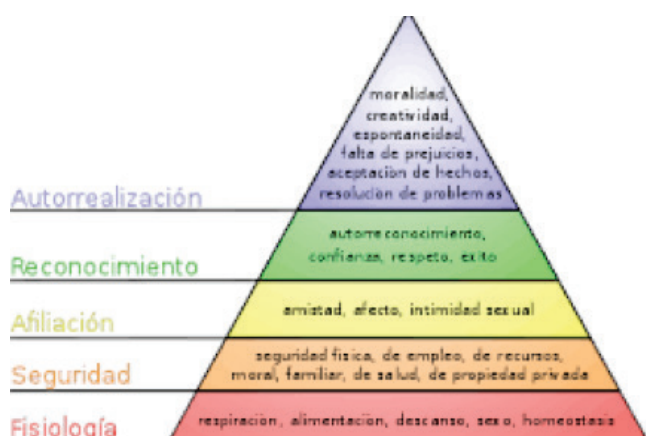 moralidad,
creatividad,
espontaneidad,
falta de prejuicios,
aceptación de hechos,
resolución de problemas
Autorrealización
autorreconocimiento,
confianza, respeto, éxito
Reconocimiento
amistad, afecto, intimidad sexual
Afiliación
seguridad física, de empleo, de recursos,
moral, familiar, de salud, de propiedad privada
Seguridad
respiración, alimentación, descanso, sexo, homeostasis
Fisiología